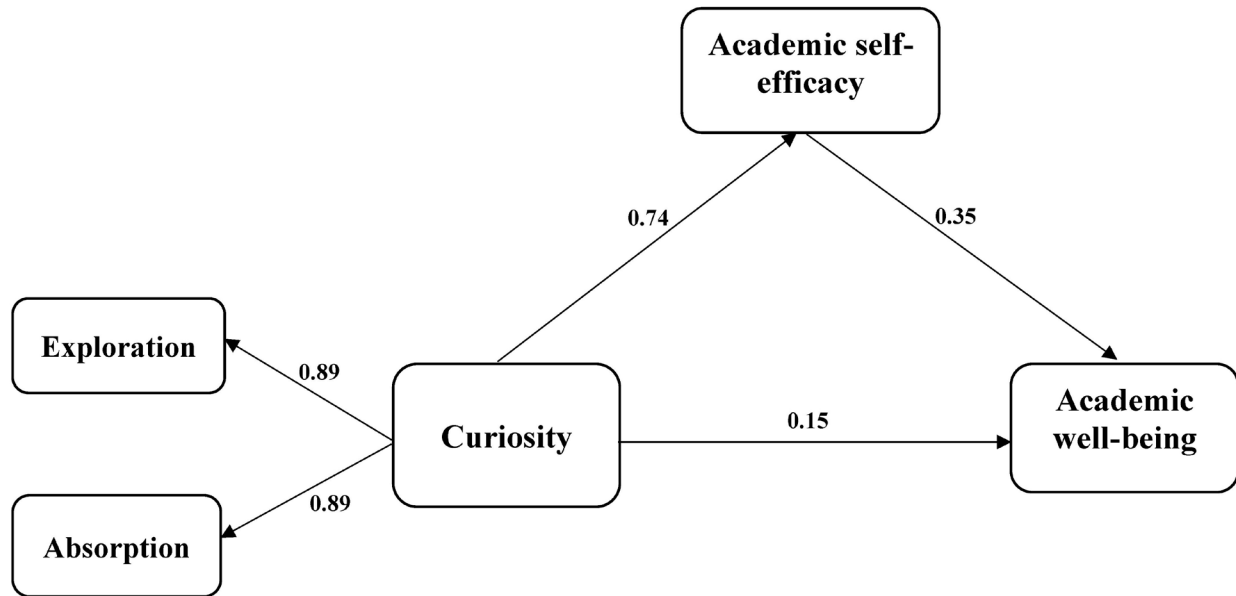 Academic self-
efficacy
0.74
0.35
Exploration
0.89
Curiosity
0.15
Academic
well-being
0.89
Absorption